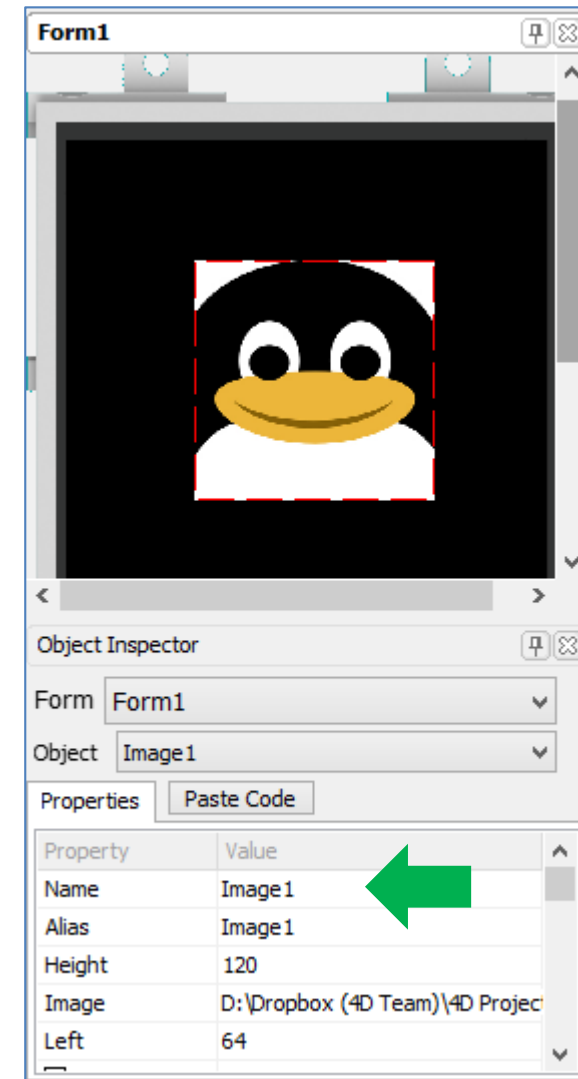 Form1
Object Inspector
Form Form1
Object Image1
Properties Paste Code
Property Value
Name Image1
Alias Image1
Height 120
Image D:\Dropbox (4D Team)\4D Project
Left 64